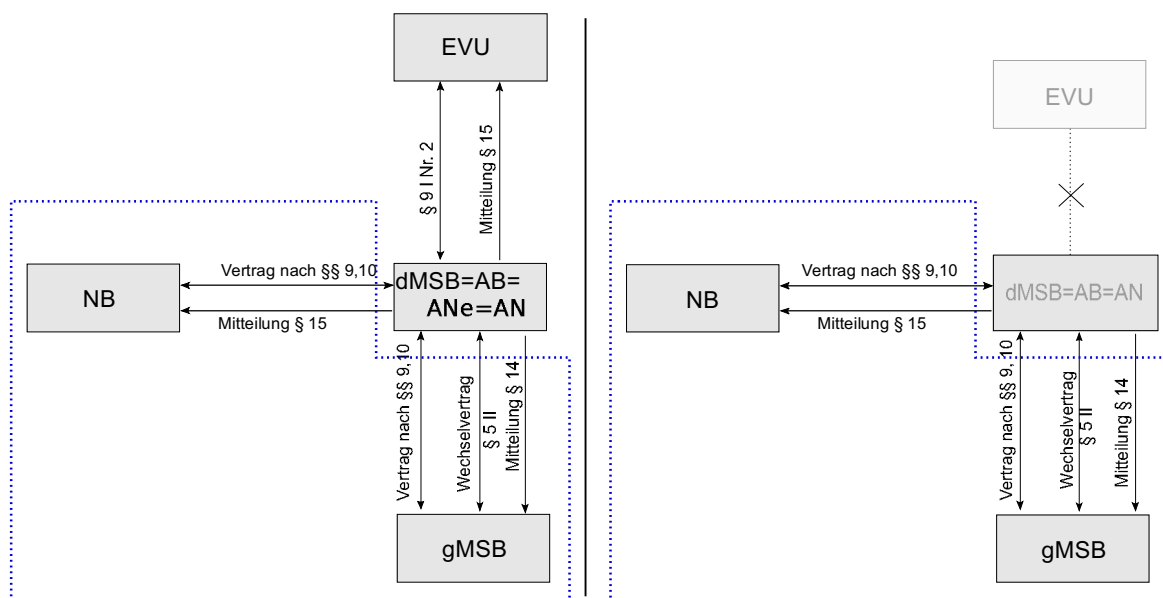 EVU
§ 9 I Nr. 2
Mitteilung § 15
NB
Vertrag nach §§ 9,10
Mitteilung § 15
dMSB=AB=
ANe=AN
Vertrag nach §§ 9,10
Wechselvertrag
§ 5 II
Mitteilung § 14
gMSB
EVU
NB
Vertrag nach §§ 9,10
Mitteilung § 15
dMSB=AB=AN
Vertrag nach §§ 9, 10
Wechselvertrag
§ 5 II
Mitteilung § 14
gMSB